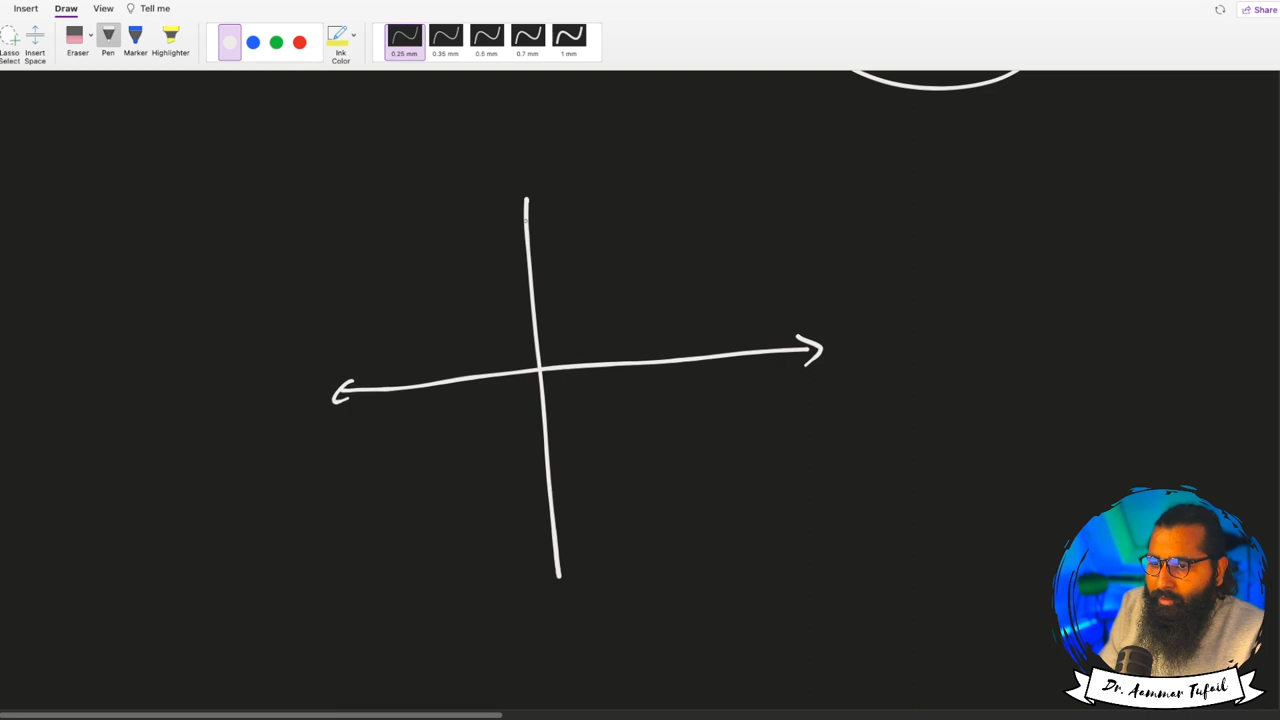 Insert Draw View Tell me Share
Lasso Select
Insert Space
Eraser
Pen
Marker
Highlighter
Ink Color
0.25 mm 0.35 mm 0.5 mm 0.7 mm 1 mm
Dr. Aammar Tufail